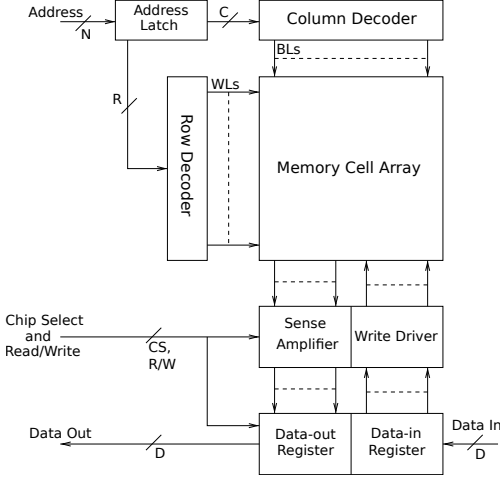 Address
N
Address
Latch
C
Column Decoder
BLs
R
WLs
Row Decoder
Memory Cell Array
Chip Select
and
Read/Write
CS,
R/W
Sense
Amplifier
Write Driver
Data Out
D
Data-out
Register
Data-in
Register
Data In
D